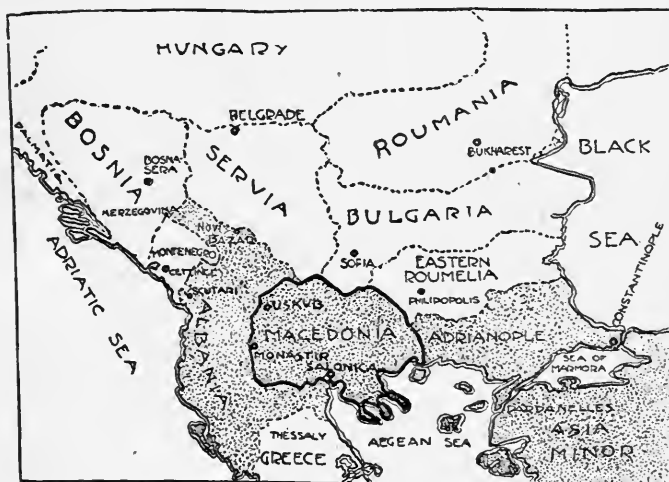 HUNGARY
BELGRADE
ROUMANIA
BUKHAREST
BLACK
SEA
DALMATIA
BOSNIA
BOSNA-
SERA
HERZEGOVINA
SERVIA
BULGARIA
NOVI
BAZAR
MONTENEGRO
CETTINGE
SCUTARI
SOFIA
EASTERN
ROUMELIA
PHILIPOPOLIS
CONSTANTINOPLE
ADRIATIC SEA
ALBANIA
USKUB
MACEDONIA
MONASTIR
SALONICA
ADRIANOPLE
SEA OF
MARMORA
DARDANELLES
ASIA
MINOR
THESSALY
GREECE
AEGEAN SEA